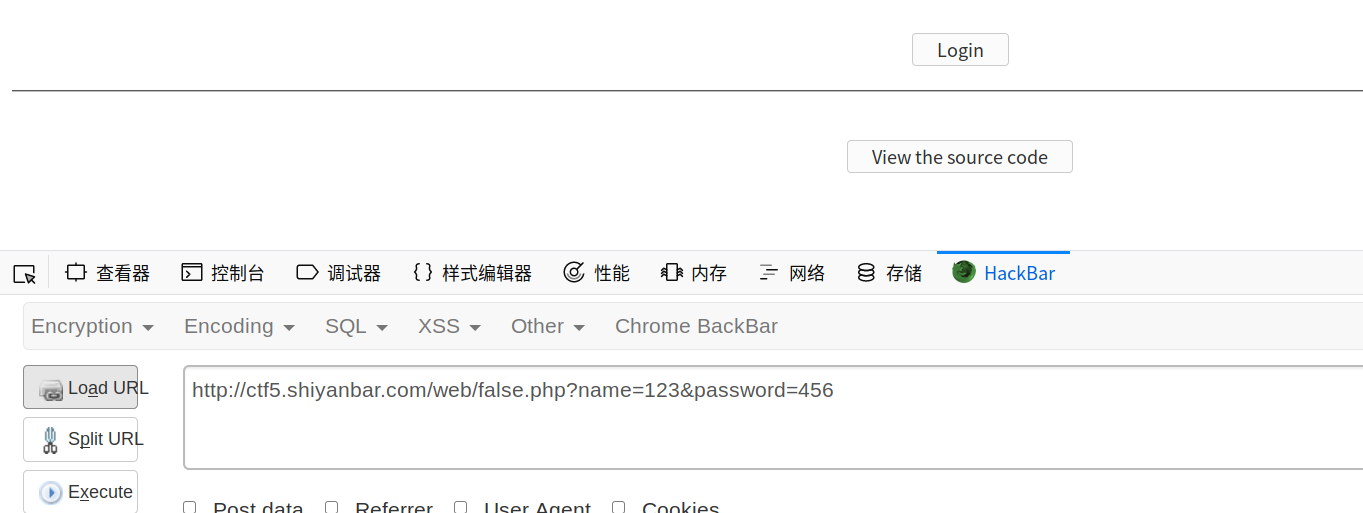 Login
View the source code
查看器 控制台 调试器 样式编辑器 性能 内存 网络 存储 HackBar
Encryption Encoding SQL XSS Other Chrome BackBar
Load URL
http://ctf5.shiyanbar.com/web/false.php?name=123&password=456
Split URL
Execute
Post data Referrer User Agent Cookies